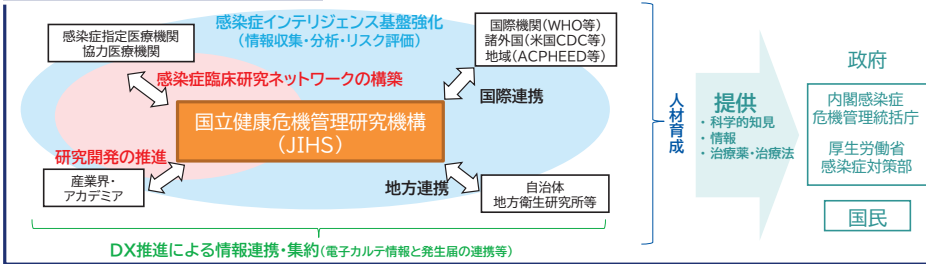 感染症インテリジェンス基盤強化
(情報収集・分析・リスク評価)
感染症指定医療機関
協力医療機関
国際機関(WHO等)
諸外国(米国CDC等)
地域(ACPHEED等)
感染症臨床研究ネットワークの構築
国際連携
国立健康危機管理研究機構
(JIHS)
研究開発の推進
産業界・
アカデミア
地方連携
自治体
地方衛生研究所等
DX推進による情報連携・集約(電子カルテ情報と発生届の連携等)
人材育成
提供
・科学的知見
・情報
・治療薬・治療法
政府
内閣感染症
危機管理統括庁
厚生労働省
感染症対策部
国民